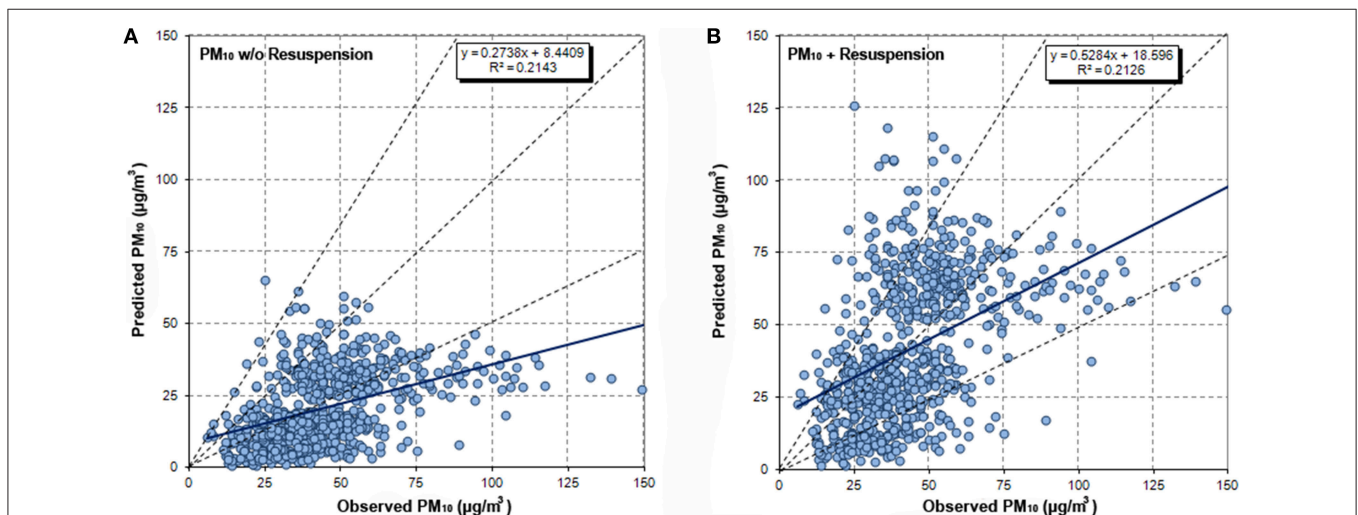 A
PM₁₀ w/o Resuspension
y = 0.2738x + 8.4409
R² = 0.2143
150
125
100
75
50
25
0
Predicted PM₁₀ (µg/m³)
0 25 50 75 100 125 150
Observed PM₁₀ (µg/m³)
B
PM₁₀ + Resuspension
y = 0.5284x + 18.596
R² = 0.2126
150
125
100
75
50
25
0
Predicted PM₁₀ (µg/m³)
0 25 50 75 100 125 150
Observed PM₁₀ (µg/m³)